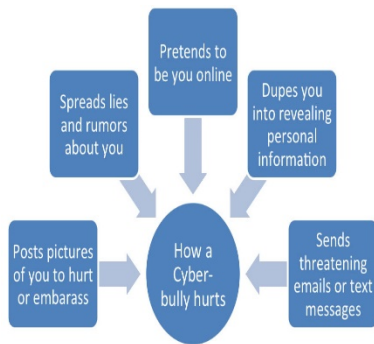 Pretends to
be you online
Spreads lies
and rumors
about you
Dupes you
into revealing
personal
information
Posts pictures
of you to hurt
or embarass
How a
Cyber-
bully hurts
Sends
threatening
emails or text
messages